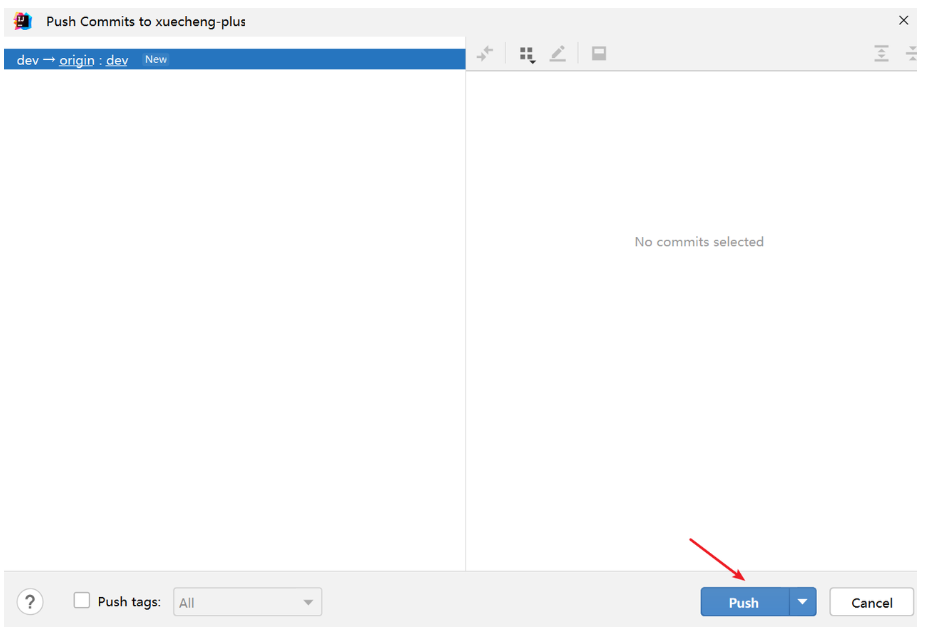 Push Commits to xuecheng-plus
dev → origin : dev New
No commits selected
?
Push tags:
All
Push
Cancel